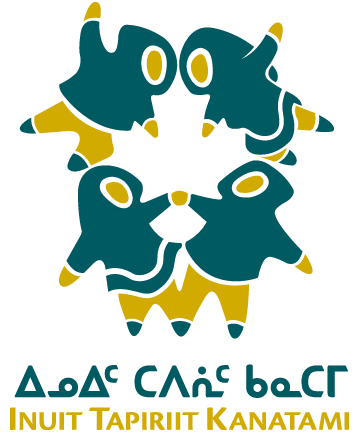 ᐃᓄᐃᑦ ᑕᐱᕇᑦ ᑲᓇᑕᒥ
INUIT TAPIRIIT KANATAMI